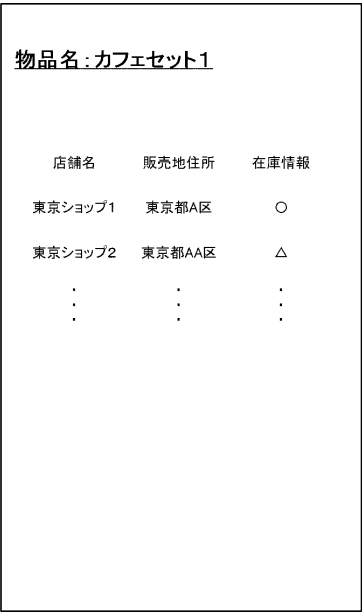 物品名：カフェセット１
店舗名 販売地住所 在庫情報
東京ショップ1 東京都A区 ○
東京ショップ2 東京都AA区 △
・ ・ ・
・ ・ ・
・ ・ ・